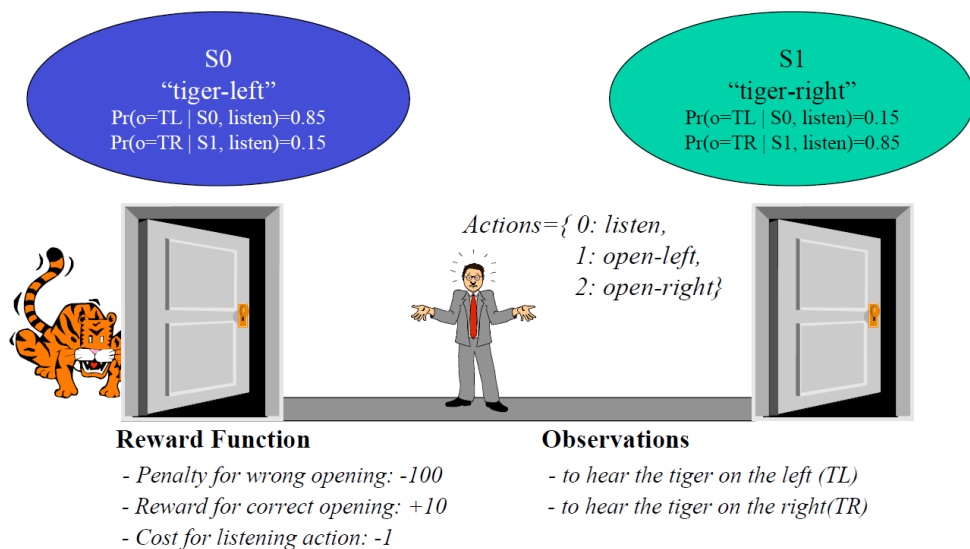 S0
“tiger-left”
Pr(o=TL | S0, listen)=0.85
Pr(o=TR | S1, listen)=0.15
S1
“tiger-right”
Pr(o=TL | S0, listen)=0.15
Pr(o=TR | S1, listen)=0.85
Actions={ 0: listen,
1: open-left,
2: open-right}
Reward Function
- Penalty for wrong opening: -100
- Reward for correct opening: +10
- Cost for listening action: -1
Observations
- to hear the tiger on the left (TL)
- to hear the tiger on the right(TR)